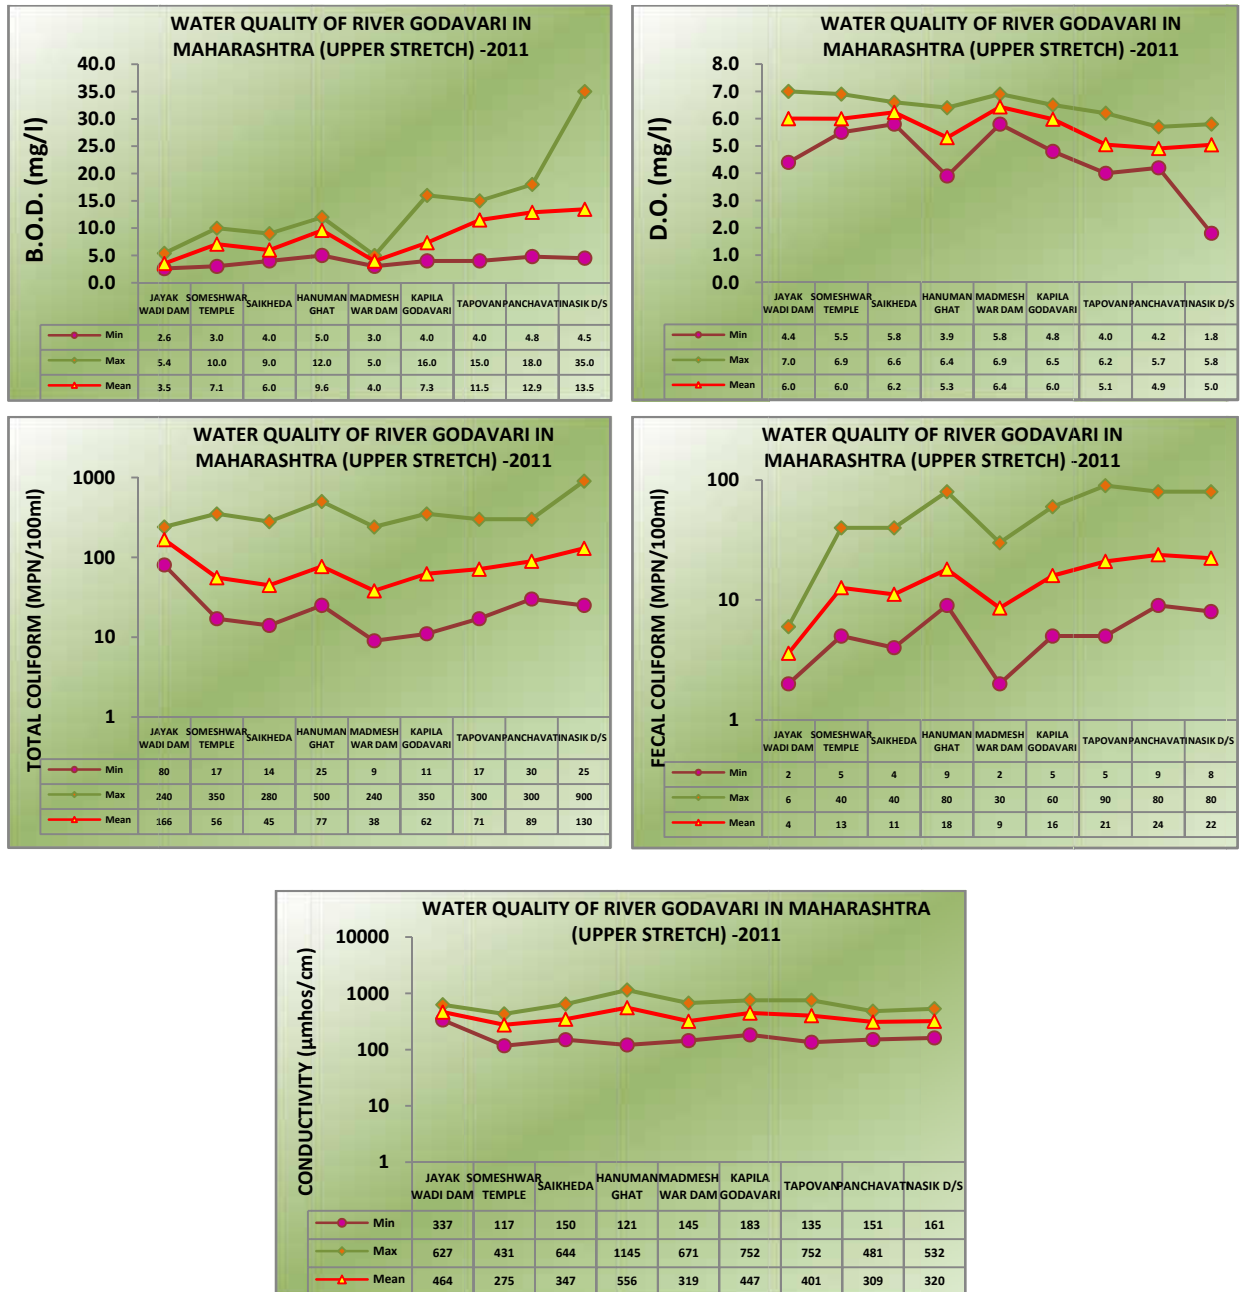 WATER QUALITY OF RIVER GODAVARI IN
MAHARASHTRA (UPPER STRETCH) -2011
B.O.D. (mg/l)
40.0
35.0
30.0
25.0
20.0
15.0
10.0
5.0
0.0
JAYAK WADI DAM SOMESHWAR TEMPLE SAIKHEDA HANUMAN GHAT MADMESH WAR DAM KAPILA GODAVARI TAPOVAN PANCHAVATI NASIK D/S
Min 2.6 3.0 4.0 5.0 3.0 4.0 4.0 4.8 4.5
Max 5.4 10.0 9.0 12.0 5.0 16.0 15.0 18.0 35.0
Mean 3.5 7.1 6.0 9.6 4.0 7.3 11.5 12.9 13.5
WATER QUALITY OF RIVER GODAVARI IN
MAHARASHTRA (UPPER STRETCH) -2011
D.O. (mg/l)
8.0
7.0
6.0
5.0
4.0
3.0
2.0
1.0
0.0
JAYAK WADI DAM SOMESHWAR TEMPLE SAIKHEDA HANUMAN GHAT MADMESH WAR DAM KAPILA GODAVARI TAPOVAN PANCHAVATI NASIK D/S
Min 4.4 5.5 5.8 3.9 5.8 4.8 4.0 4.2 1.8
Max 7.0 6.9 6.6 6.4 6.9 6.5 6.2 5.7 5.8
Mean 6.0 6.0 6.2 5.3 6.4 6.0 5.1 4.9 5.0
WATER QUALITY OF RIVER GODAVARI IN
MAHARASHTRA (UPPER STRETCH) -2011
TOTAL COLIFORM (MPN/100ml)
1000
100
10
1
JAYAK WADI DAM SOMESHWAR TEMPLE SAIKHEDA HANUMAN GHAT MADMESH WAR DAM KAPILA GODAVARI TAPOVAN PANCHAVATI NASIK D/S
Min 80 17 14 25 9 11 17 30 25
Max 240 350 280 500 240 350 300 300 900
Mean 166 56 45 77 38 62 71 89 130
WATER QUALITY OF RIVER GODAVARI IN
MAHARASHTRA (UPPER STRETCH) -2011
FECAL COLIFORM (MPN/100ml)
100
10
1
JAYAK WADI DAM SOMESHWAR TEMPLE SAIKHEDA HANUMAN GHAT MADMESH WAR DAM KAPILA GODAVARI TAPOVAN PANCHAVATI NASIK D/S
Min 2 5 4 9 2 5 5 9 8
Max 6 40 40 80 30 60 90 80 80
Mean 4 13 11 18 9 16 21 24 22
WATER QUALITY OF RIVER GODAVARI IN MAHARASHTRA
(UPPER STRETCH) -2011
CONDUCTIVITY (µmhos/cm)
10000
1000
100
10
1
JAYAK WADI DAM SOMESHWAR TEMPLE SAIKHEDA HANUMAN GHAT MADMESH WAR DAM KAPILA GODAVARI TAPOVAN PANCHAVATI NASIK D/S
Min 337 117 150 121 145 183 135 151 161
Max 627 431 644 1145 671 752 752 481 532
Mean 464 275 347 556 319 447 401 309 320